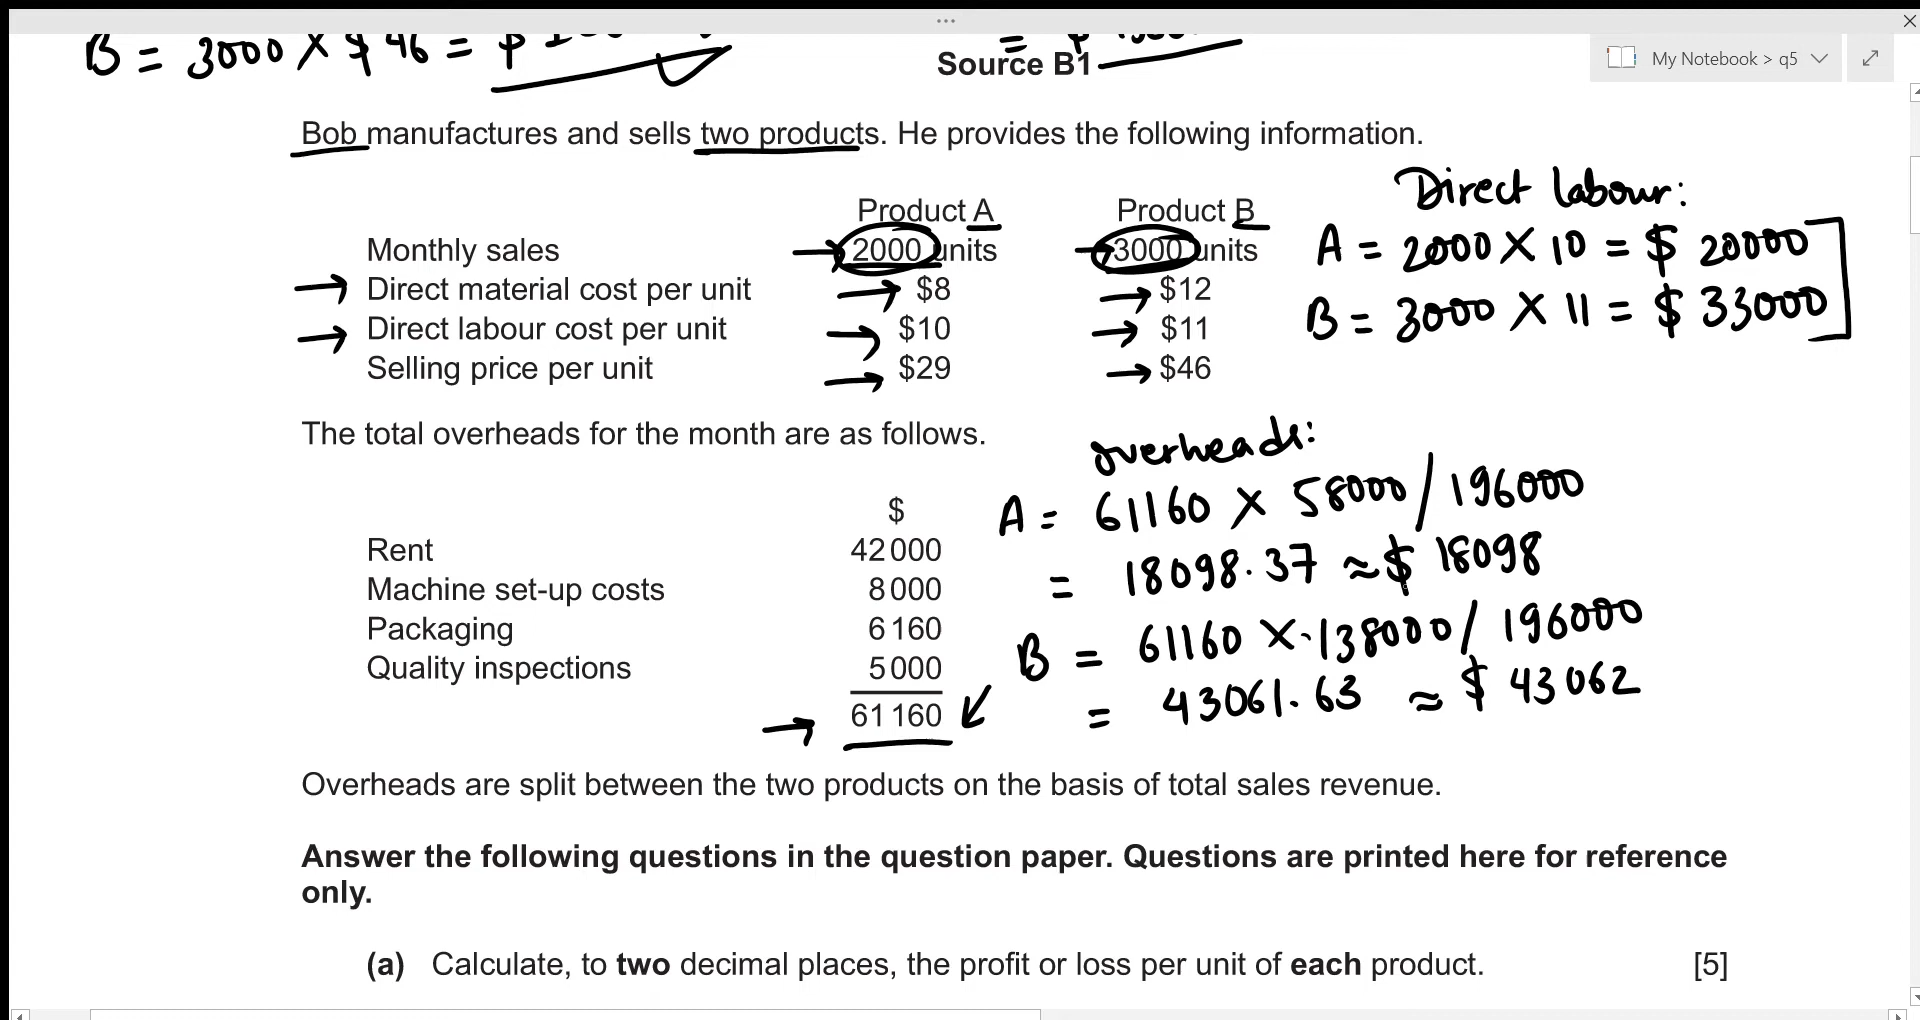 ...
My Notebook > q5
B = 3000 X $ 46 = $
= $
Source B1
Bob manufactures and sells two products. He provides the following information.
Product A Product B
Monthly sales 2000 units 3000 units
Direct material cost per unit $8 $12
Direct labour cost per unit $10 $11
Selling price per unit $29 $46
Direct labour:
A = 2000 X 10 = $ 20000
B = 3000 X 11 = $ 33000
The total overheads for the month are as follows.
$
Rent 42 000
Machine set-up costs 8 000
Packaging 6 160
Quality inspections 5 000
61 160
overheads:
A = 61160 X 58000 / 196000
= 18098.37 ≈ $ 18098
B = 61160 X 138000 / 196000
= 43061.63 ≈ $ 43062
Overheads are split between the two products on the basis of total sales revenue.
Answer the following questions in the question paper. Questions are printed here for reference
only.
(a) Calculate, to two decimal places, the profit or loss per unit of each product. [5]